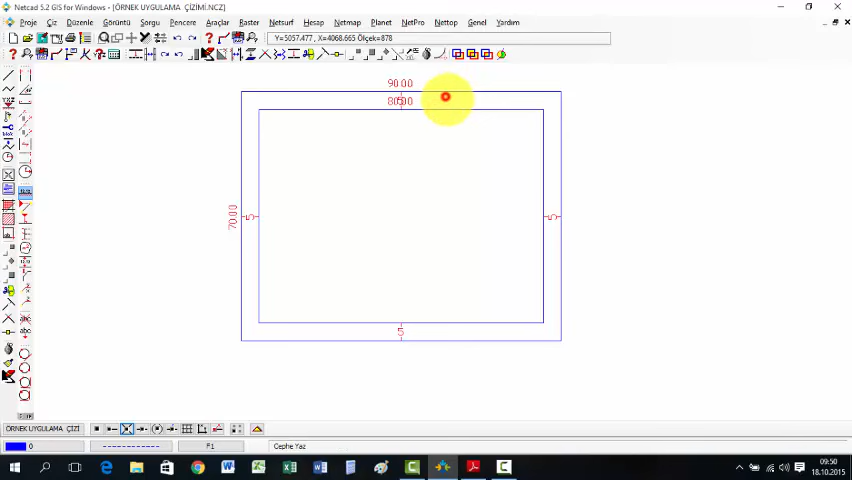 Netcad 5.2 GIS for Windows - [ÖRNEK UYGULAMA ÇİZİMİ.NCZ]
Proje Çiz Düzenle Görüntü Sorgu Pencere Araçlar Raster Netsurf Hesap Netmap Planet NetPro Nettop Genel Yardım
Y=5057.477 , X=4068.665 Ölçek=878
90.00
80.00
5
70.00
5
5
5
ÖRNEK UYGULAMA ÇİZİ
0
P1
Cephe Yaz
09:50
18.10.2015